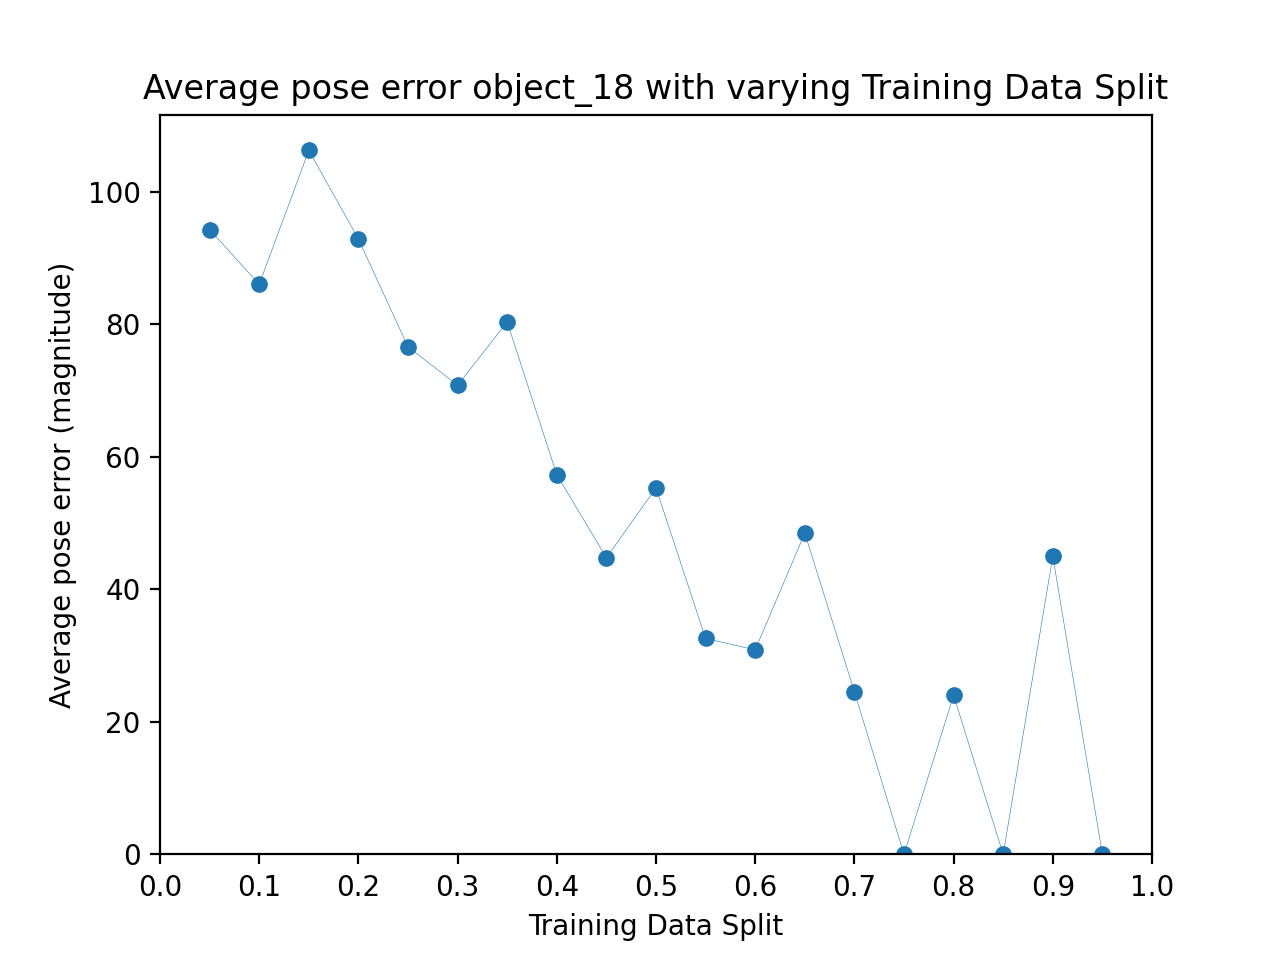 Average pose error object_18 with varying Training Data Split
Average pose error (magnitude)
100
80
60
40
20
0
0.0 0.1 0.2 0.3 0.4 0.5 0.6 0.7 0.8 0.9 1.0
Training Data Split